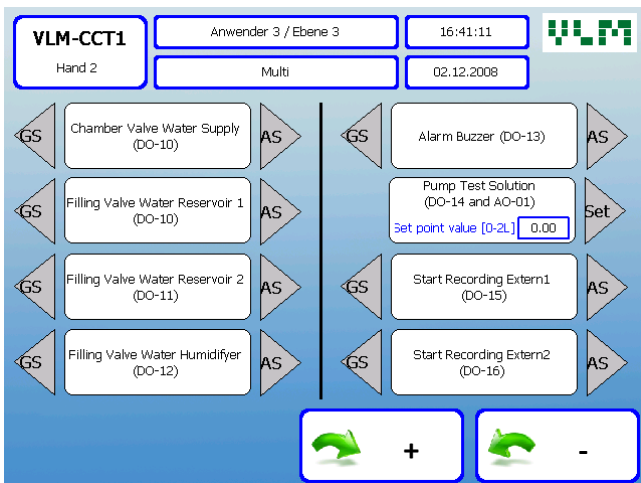 VLM-CCT1
Hand 2
Anwender 3 / Ebene 3
16:41:11
VLM
Multi
02.12.2008
GS
Chamber Valve Water Supply
(DO-10)
AS
GS
Alarm Buzzer (DO-13)
AS
GS
Filling Valve Water Reservoir 1
(DO-10)
AS
Pump Test Solution
(DO-14 and AO-01)
Set point value [0-2L] 0.00
Set
GS
Filling Valve Water Reservoir 2
(DO-11)
AS
GS
Start Recording Extern1
(DO-15)
AS
GS
Filling Valve Water Humidifyer
(DO-12)
AS
GS
Start Recording Extern2
(DO-16)
AS
+
-